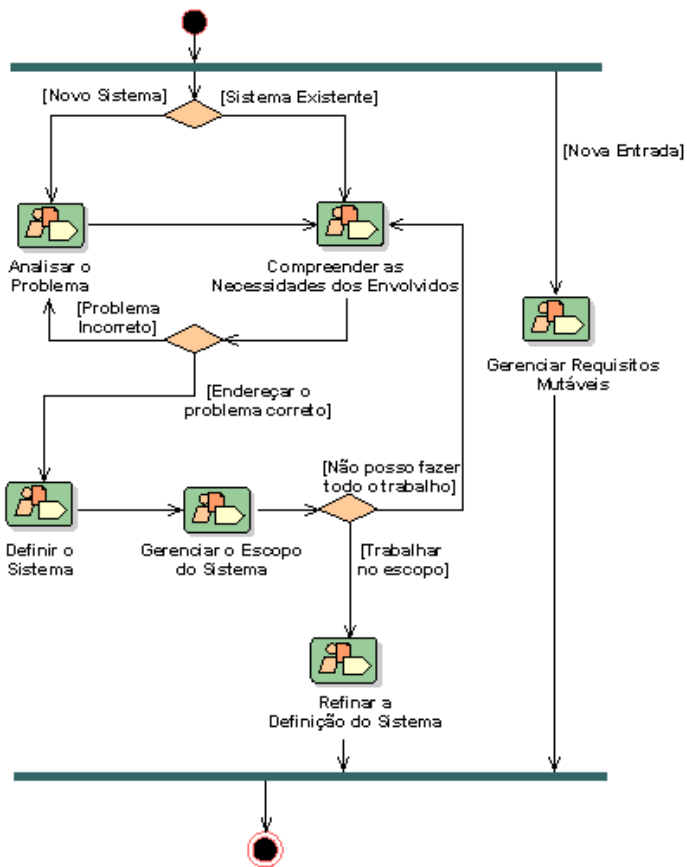 [Novo Sistema]
[Sistema Existente]
[Nova Entrada]
Analisar o
Problema
Compreender as
Necessidades dos Envolvidos
[Problema
Incorreto]
Gerenciar Requisitos
Mutáveis
[Endereçar o
problema correto]
[Não posso fazer
todo o trabalho]
Definir o
Sistema
Gerenciar o Escopo
do Sistema
[Trabalhar
no escopo]
Refinar a
Definição do Sistema